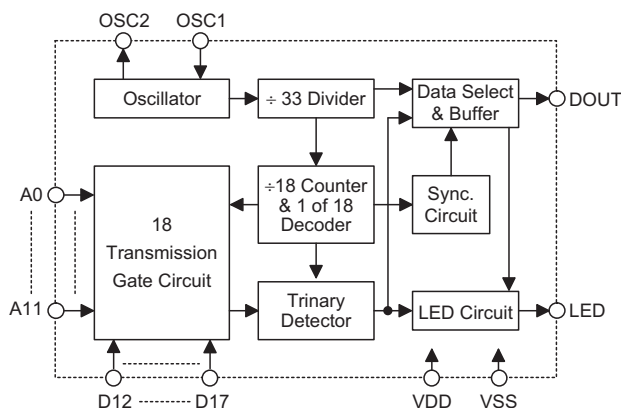 OSC2 OSC1
Oscillator
÷ 33 Divider
Data Select
& Buffer
DOUT
A0
18
Transmission
Gate Circuit
÷18 Counter
& 1 of 18
Decoder
Sync.
Circuit
A11
Trinary
Detector
LED Circuit
LED
D12 D17 VDD VSS